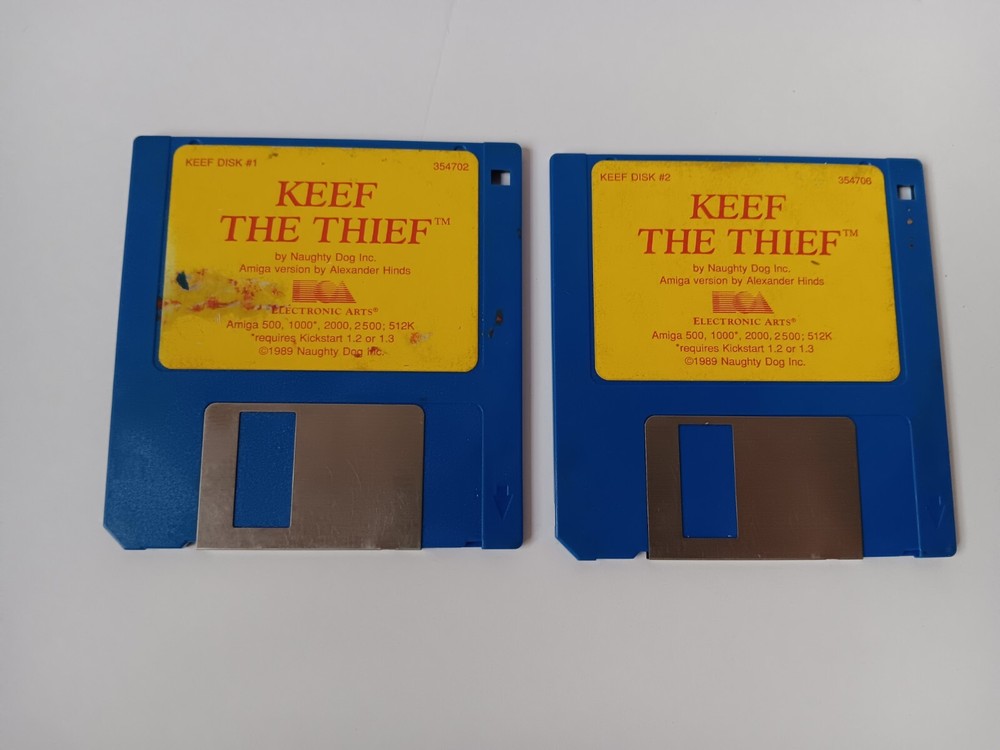 KEEF DISK #1 354702
KEEF
THE THIEF™
by Naughty Dog Inc.
Amiga version by Alexander Hinds
ELECTRONIC ARTS®
Amiga 500, 1000*, 2000, 2500; 512K
*requires Kickstart 1.2 or 1.3
©1989 Naughty Dog Inc.
KEEF DISK #2 354706
KEEF
THE THIEF™
by Naughty Dog Inc.
Amiga version by Alexander Hinds
ELECTRONIC ARTS®
Amiga 500, 1000*, 2000, 2500; 512K
*requires Kickstart 1.2 or 1.3
©1989 Naughty Dog Inc.